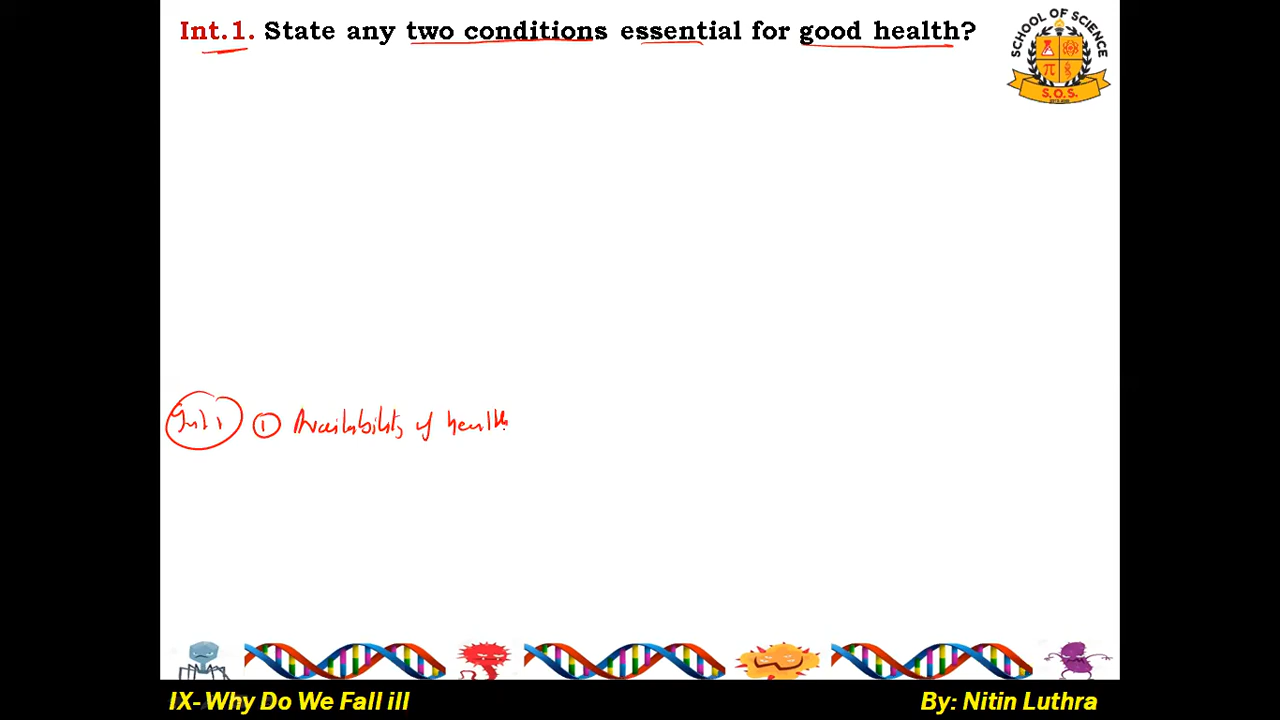 Int.1. State any two conditions essential for good health?
SCHOOL OF SCIENCE
π
S.O.S.
Int 1 ① Availability of health
IX- Why Do We Fall ill
By: Nitin Luthra